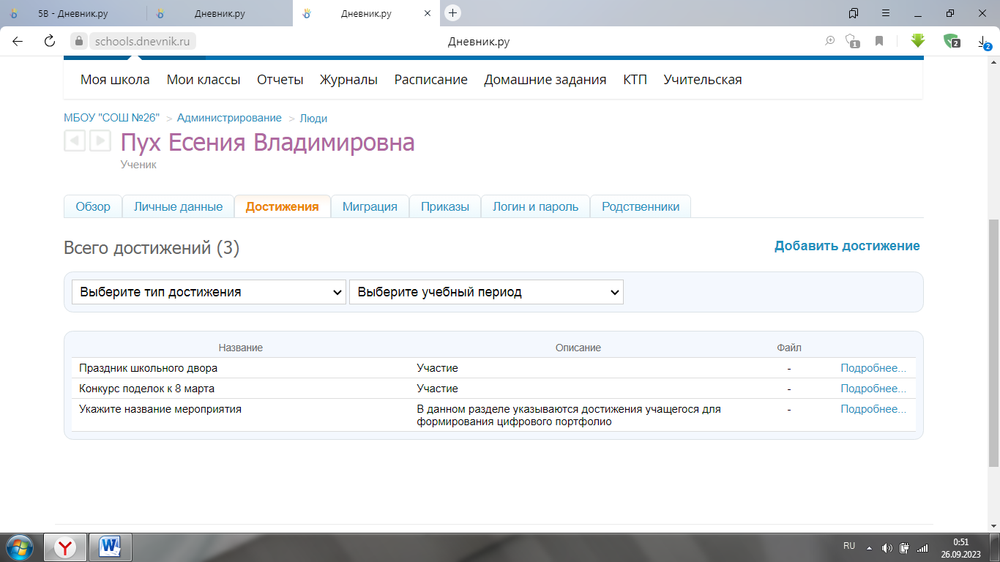 5В - Дневник.ру
Дневник.ру
Дневник.ру
schools.dnevnik.ru
Дневник.ру
1
2
2
Моя школа Мои классы Отчеты Журналы Расписание Домашние задания КТП Учительская
МБОУ "СОШ №26" > Администрирование > Люди
Пух Есения Владимировна
Ученик
Обзор Личные данные Достижения Миграция Приказы Логин и пароль Родственники
Всего достижений (3)
Добавить достижение
Выберите тип достижения Выберите учебный период
Название Описание Файл
Праздник школьного двора Участие - Подробнее...
Конкурс поделок к 8 марта Участие - Подробнее...
Укажите название мероприятия В данном разделе указываются достижения учащегося для - Подробнее...
формирования цифрового портфолио
RU
0:51
26.09.2023